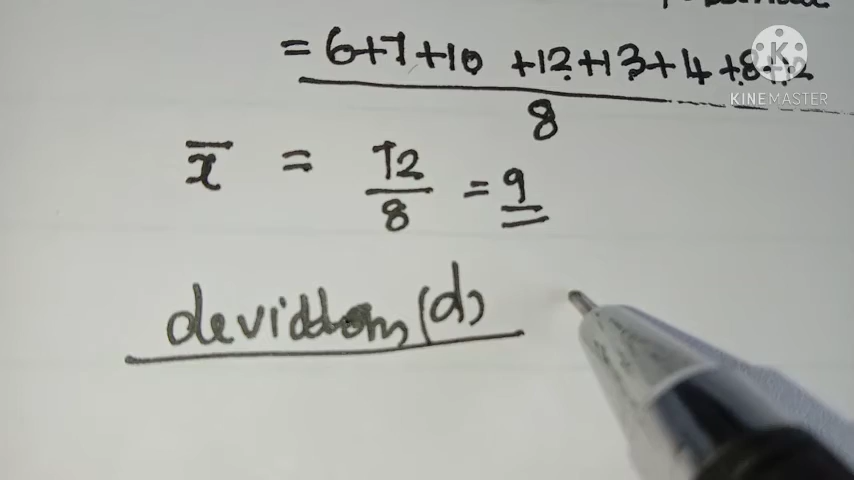 = 6+7+10 +12+13+4+8+12
8
x̄ = 72/8 = 9
deviation (d)
KINEMASTER